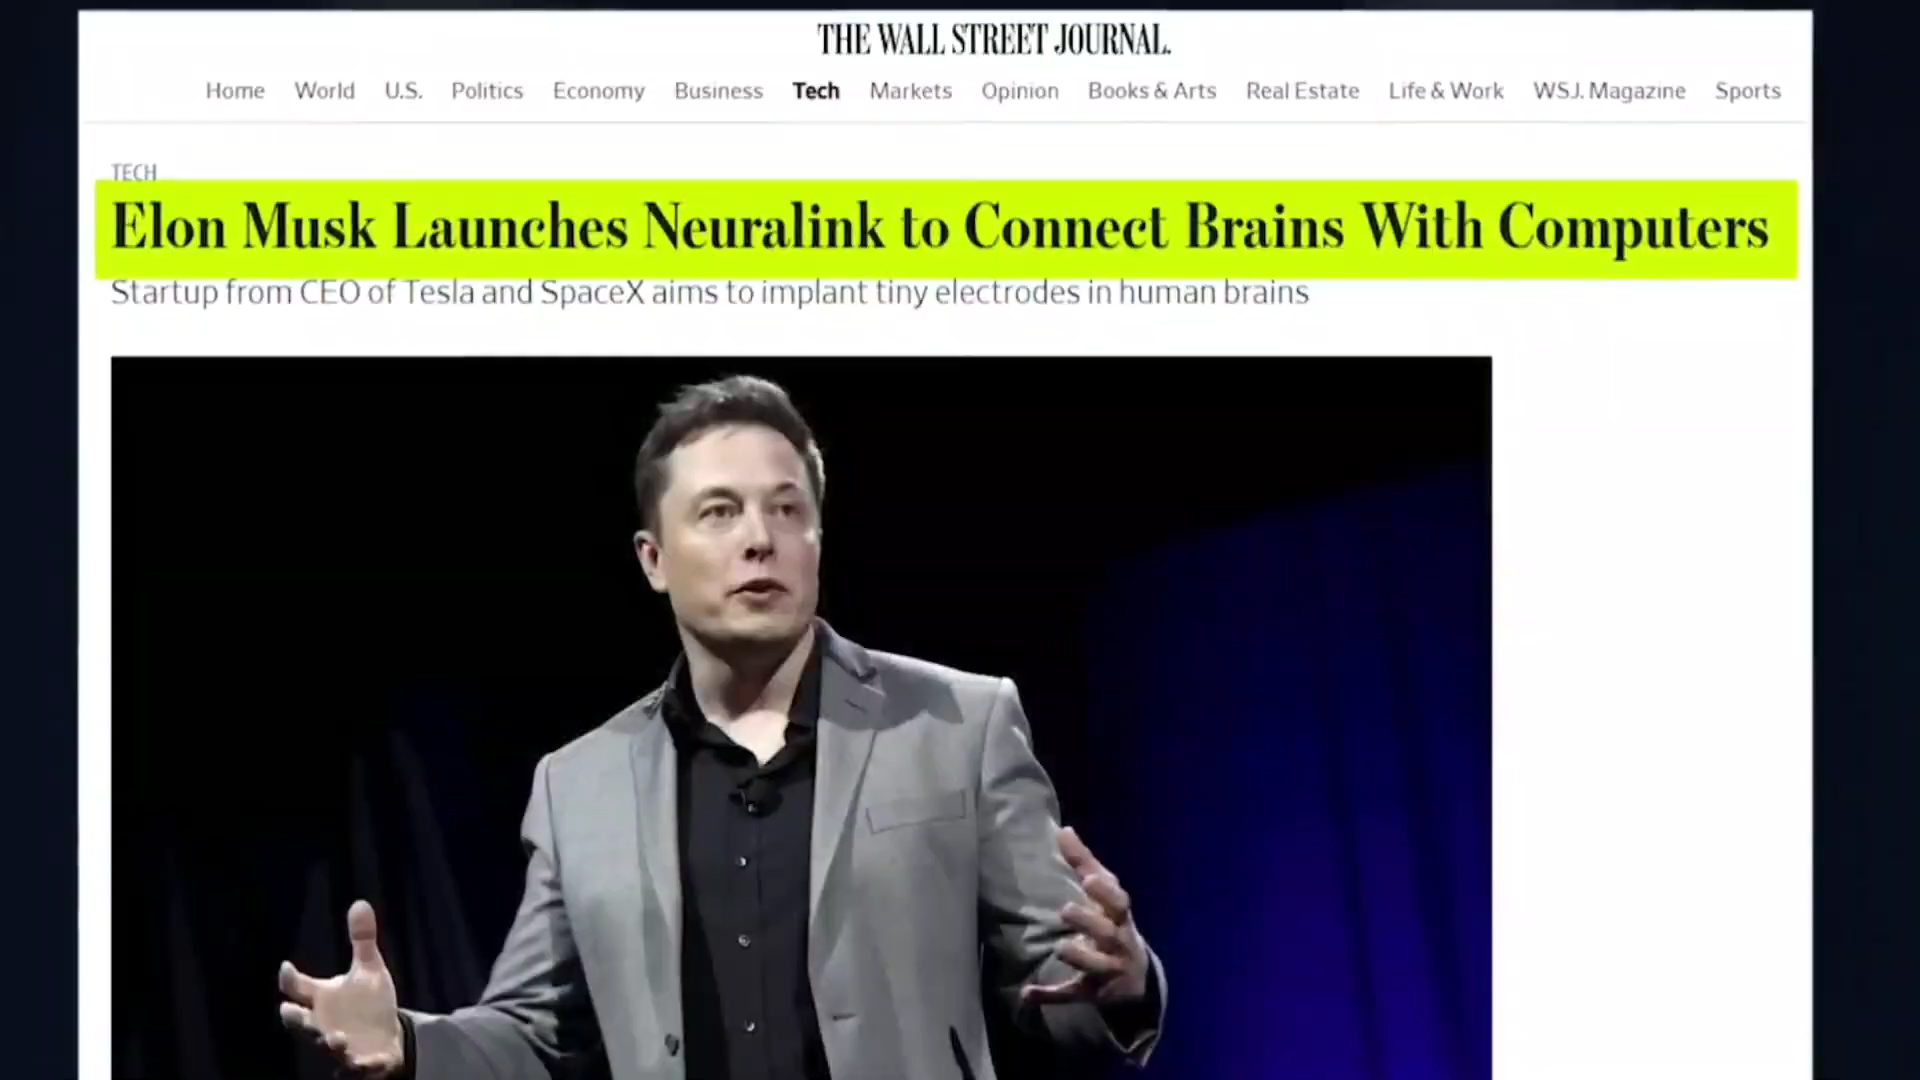 THE WALL STREET JOURNAL.
Home World U.S. Politics Economy Business Tech Markets Opinion Books & Arts Real Estate Life & Work WSJ. Magazine Sports
TECH
Elon Musk Launches Neuralink to Connect Brains With Computers
Startup from CEO of Tesla and SpaceX aims to implant tiny electrodes in human brains